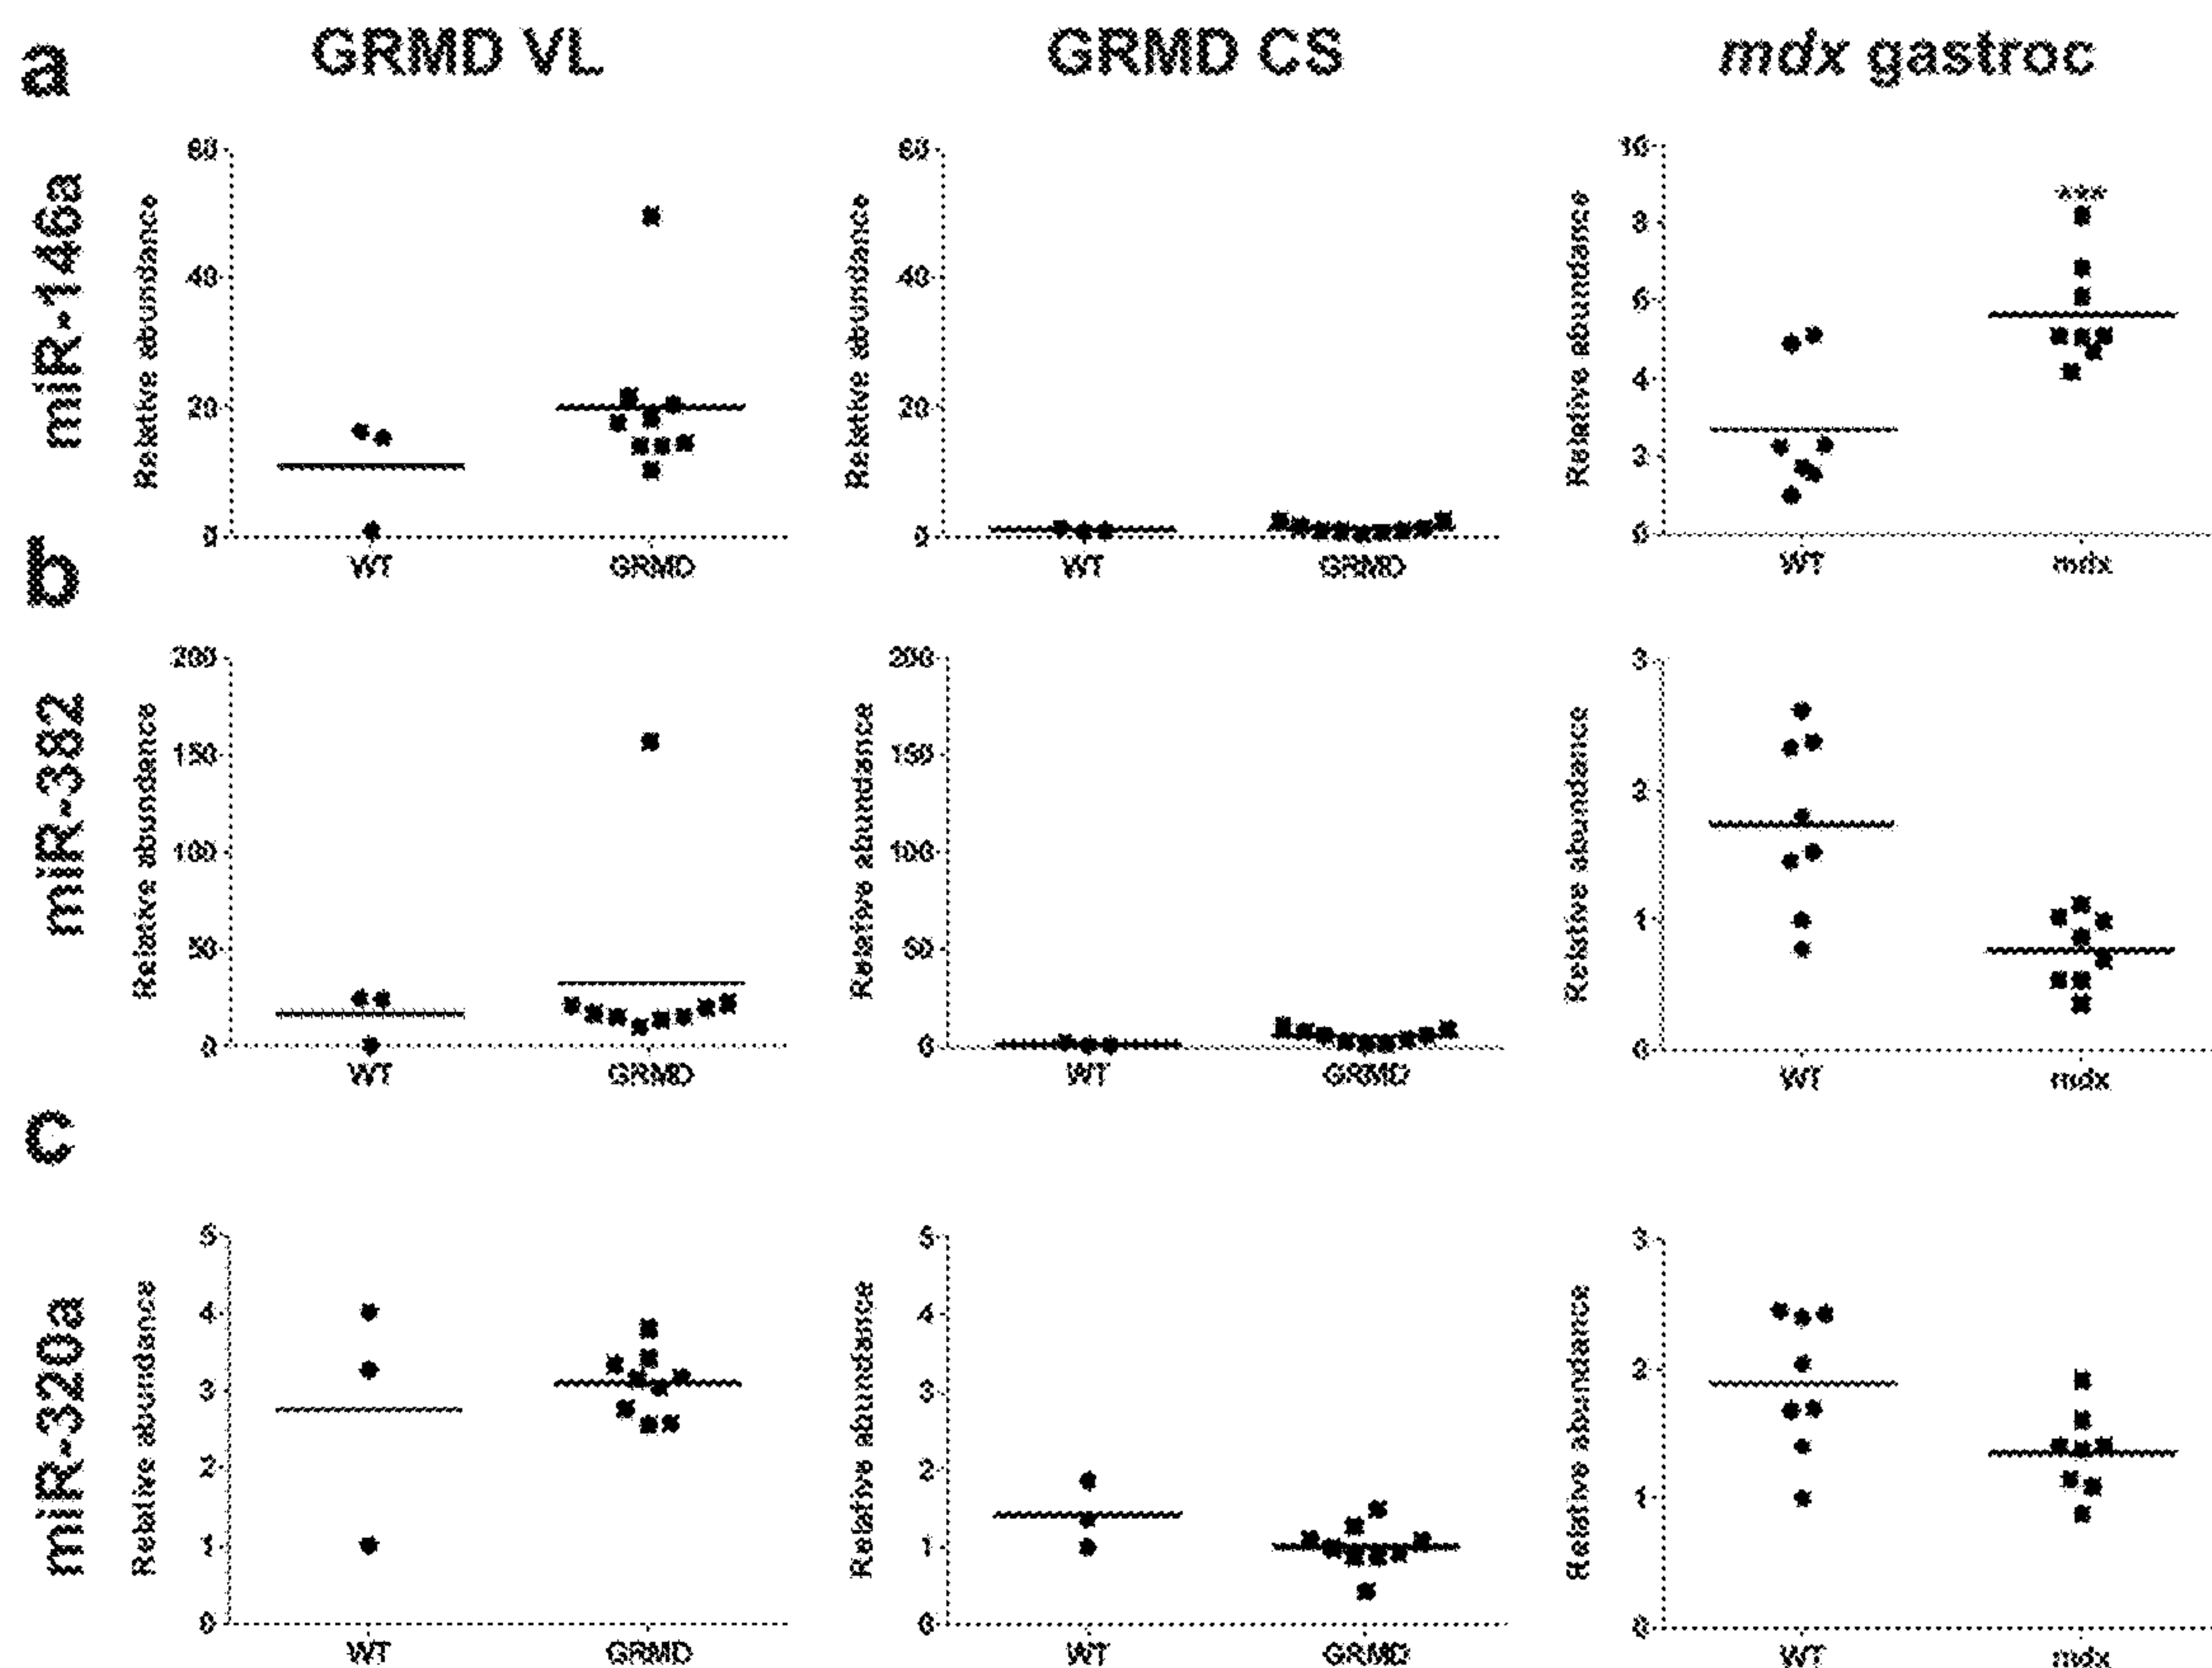 a
GRMD VL
GRMD CS
mdx gastroc
miR-146a
Relative abundance
60
40
20
0
WT
GRMD
Relative abundance
60
40
20
0
WT
GRMD
Relative abundance
10
8
6
4
2
0
***
WT
mdx
b
miR-382
Relative abundance
200
150
100
50
0
WT
GRMD
Relative abundance
200
150
100
50
0
WT
GRMD
Relative abundance
3
2
1
0
WT
mdx
c
miR-320a
Relative abundance
5
4
3
2
1
0
WT
GRMD
Relative abundance
5
4
3
2
1
0
WT
GRMD
Relative abundance
3
2
1
0
WT
mdx